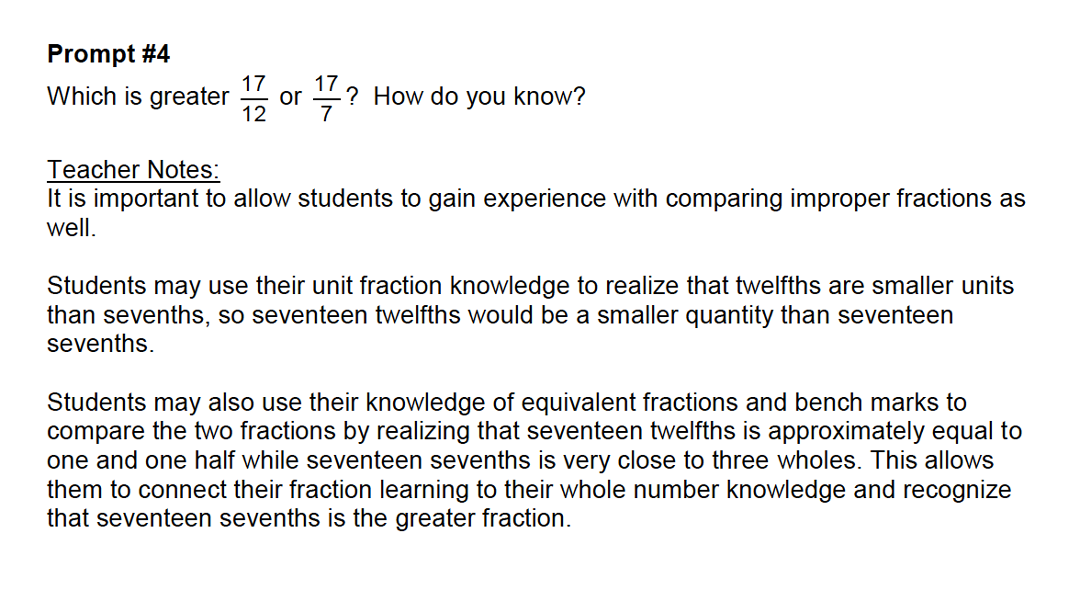 Prompt #4
Which is greater 17/12 or 17/7? How do you know?
Teacher Notes:
It is important to allow students to gain experience with comparing improper fractions as
well.
Students may use their unit fraction knowledge to realize that twelfths are smaller units
than sevenths, so seventeen twelfths would be a smaller quantity than seventeen
sevenths.
Students may also use their knowledge of equivalent fractions and bench marks to
compare the two fractions by realizing that seventeen twelfths is approximately equal to
one and one half while seventeen sevenths is very close to three wholes. This allows
them to connect their fraction learning to their whole number knowledge and recognize
that seventeen sevenths is the greater fraction.